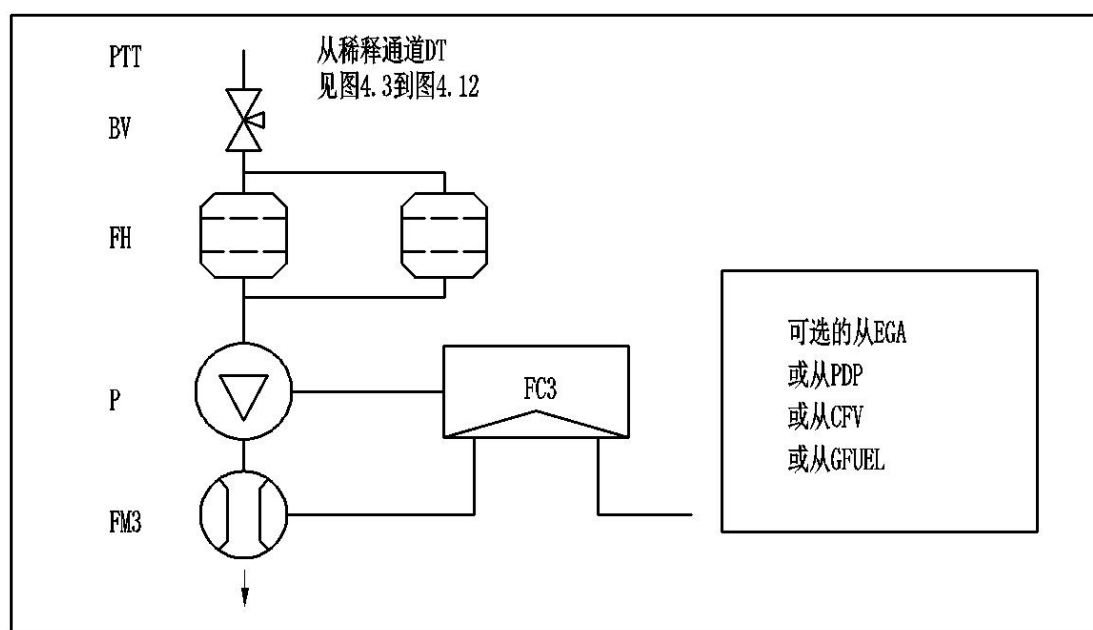 PTT
从稀释通道DT
见图4.3到图4.12
BV
FH
可选的从EGA
或从PDP
或从CFV
或从GFUEL
P
FC3
FM3